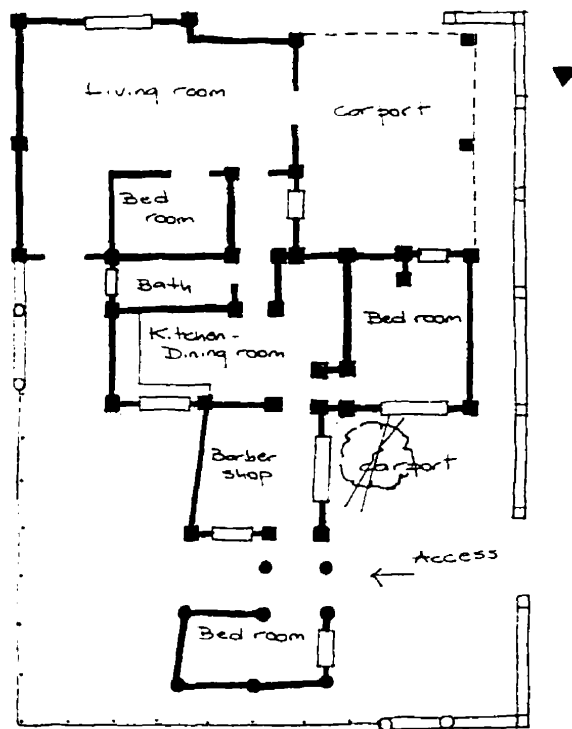 Living room
Carport
Bed
room
Bath
Bed room
Kitchen-
Dining room
Barber
shop
Carport
Access
Bed room